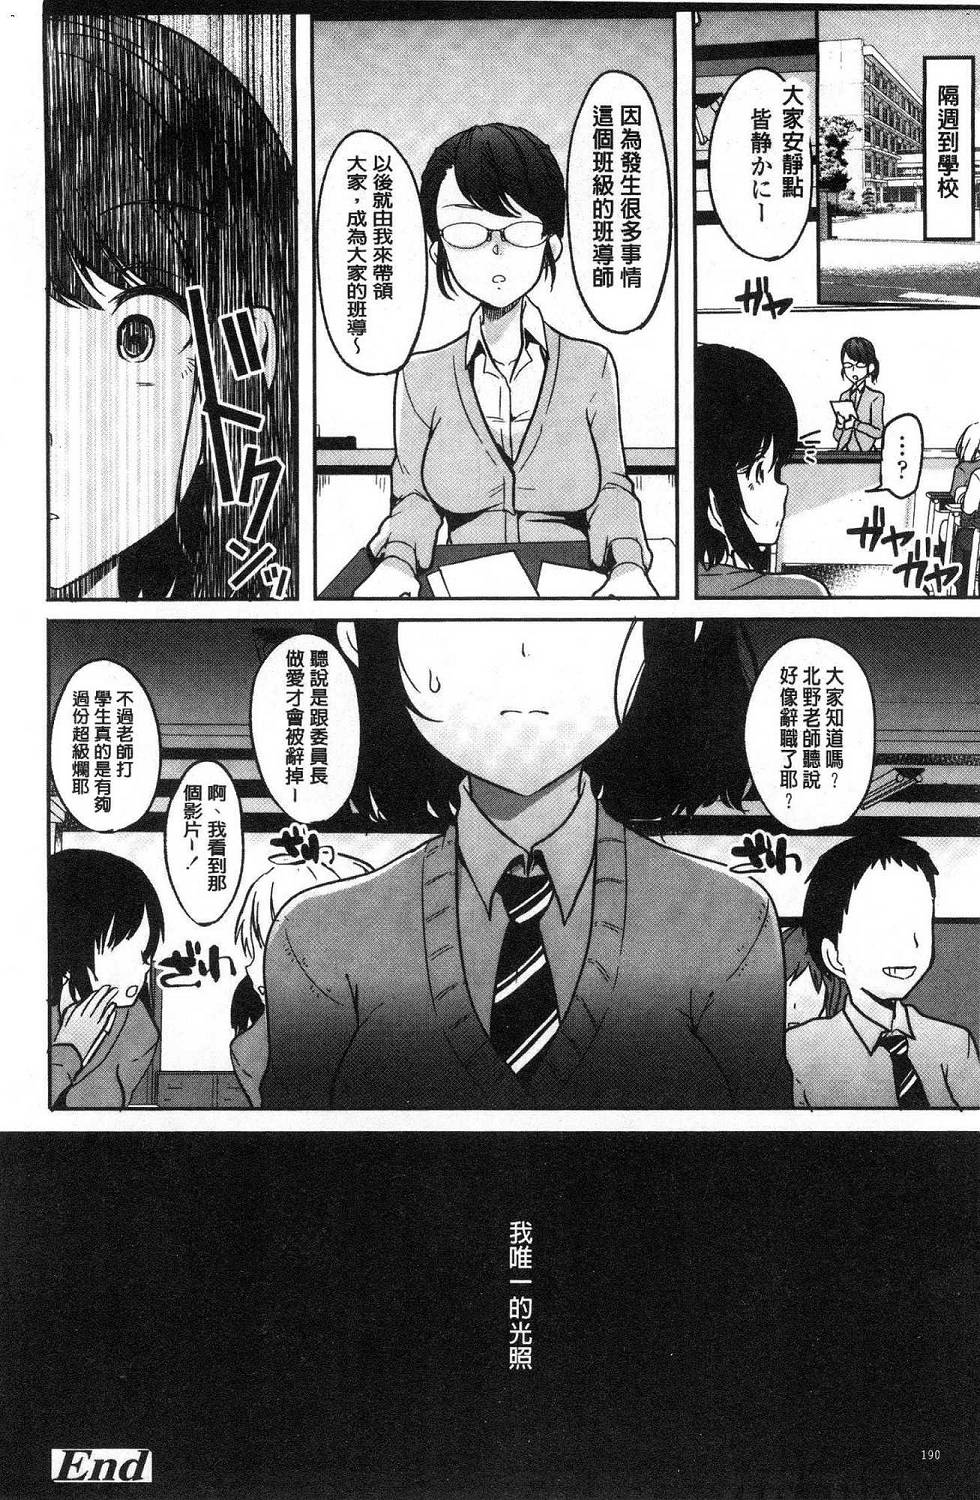 隔週到學校
大家安靜點
皆静かにー
ガヤ
…?
ガヤ
ガヤ
因為發生很多事情
這個班級的班導師
以後就由我來帶領
大家，成為大家的班導～
ドドクンッ
大家知道嗎？
北野老師聽說
好像辭職了耶？
ざわ
聽說是跟委員長
做愛才會被辭掉ー
ざわ
啊、我看到那
個影片ー！
ざわ
不過老師打
學生真的是有夠
過份超級爛耶
我唯一的光照
End
190